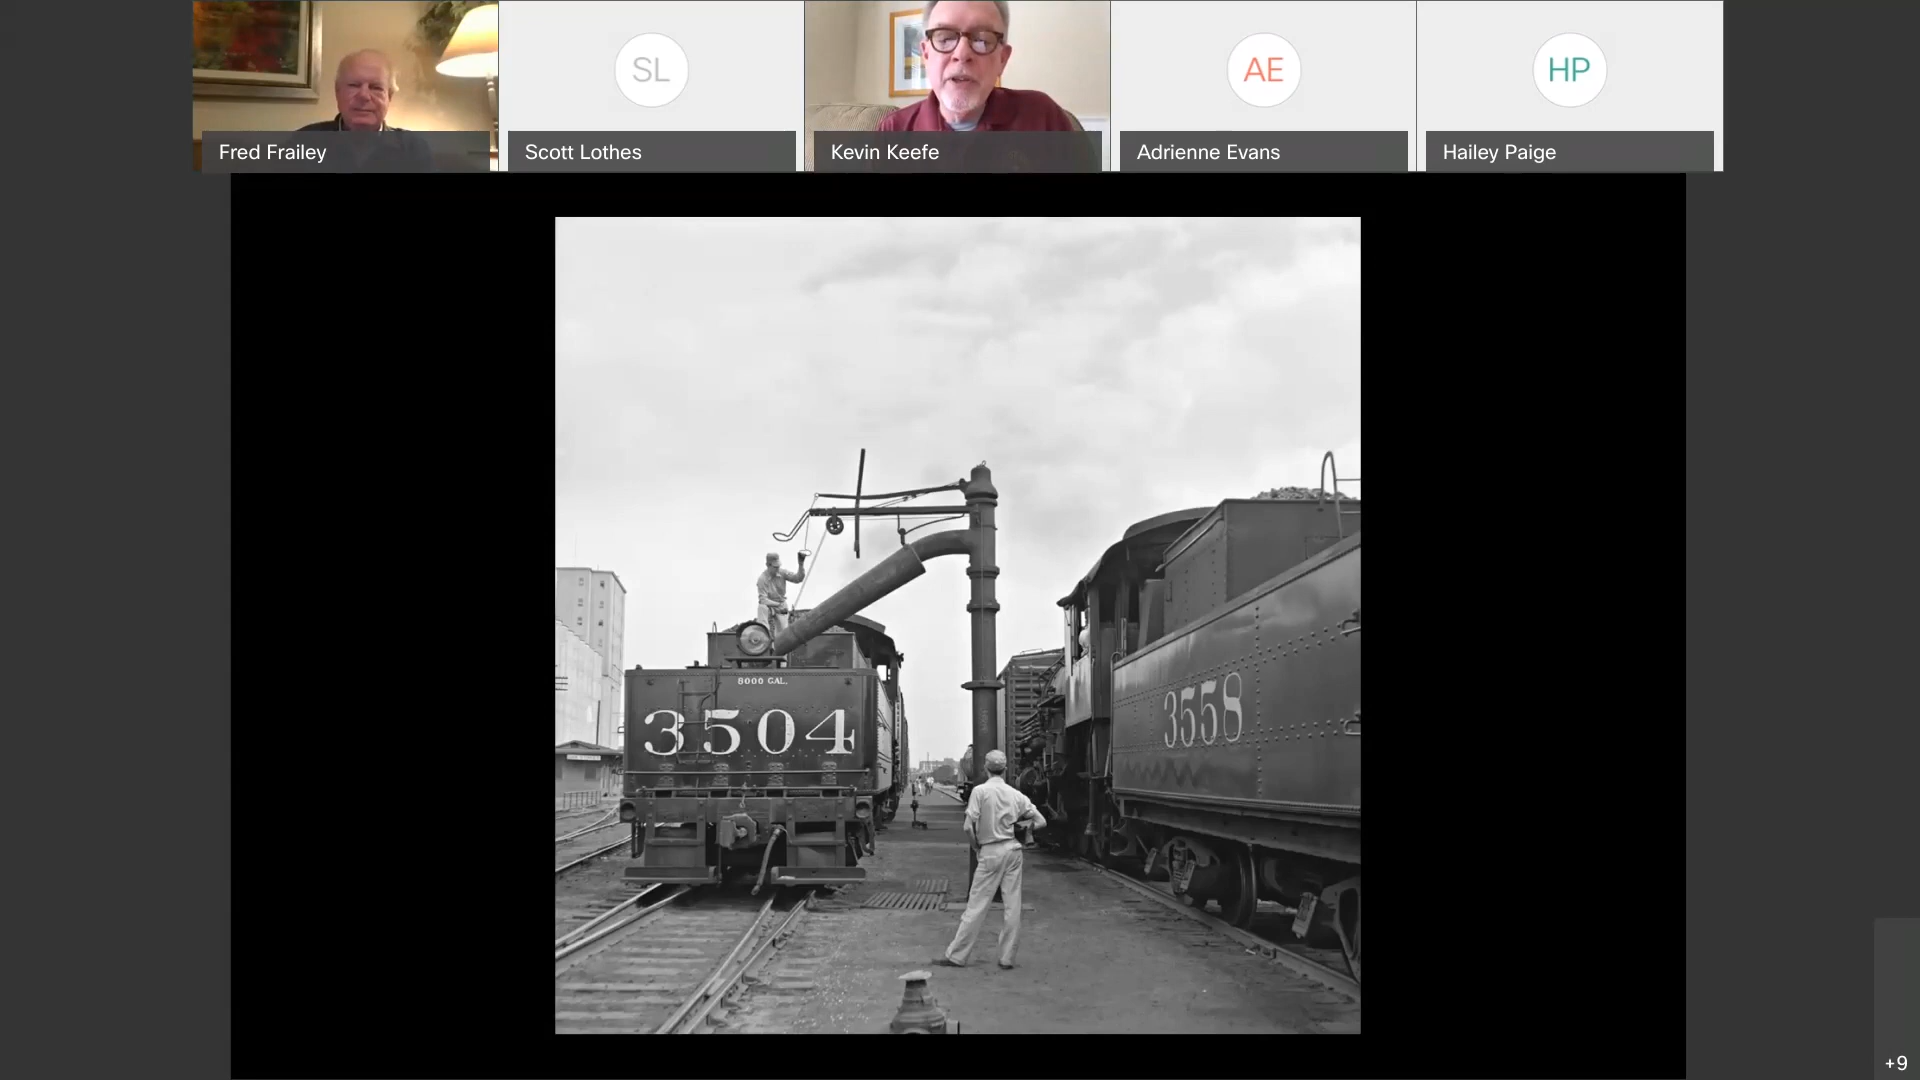 SL
AE
HP
Fred Frailey
Scott Lothes
Kevin Keefe
Adrienne Evans
Hailey Paige
8000 GAL.
3504
3558
+9